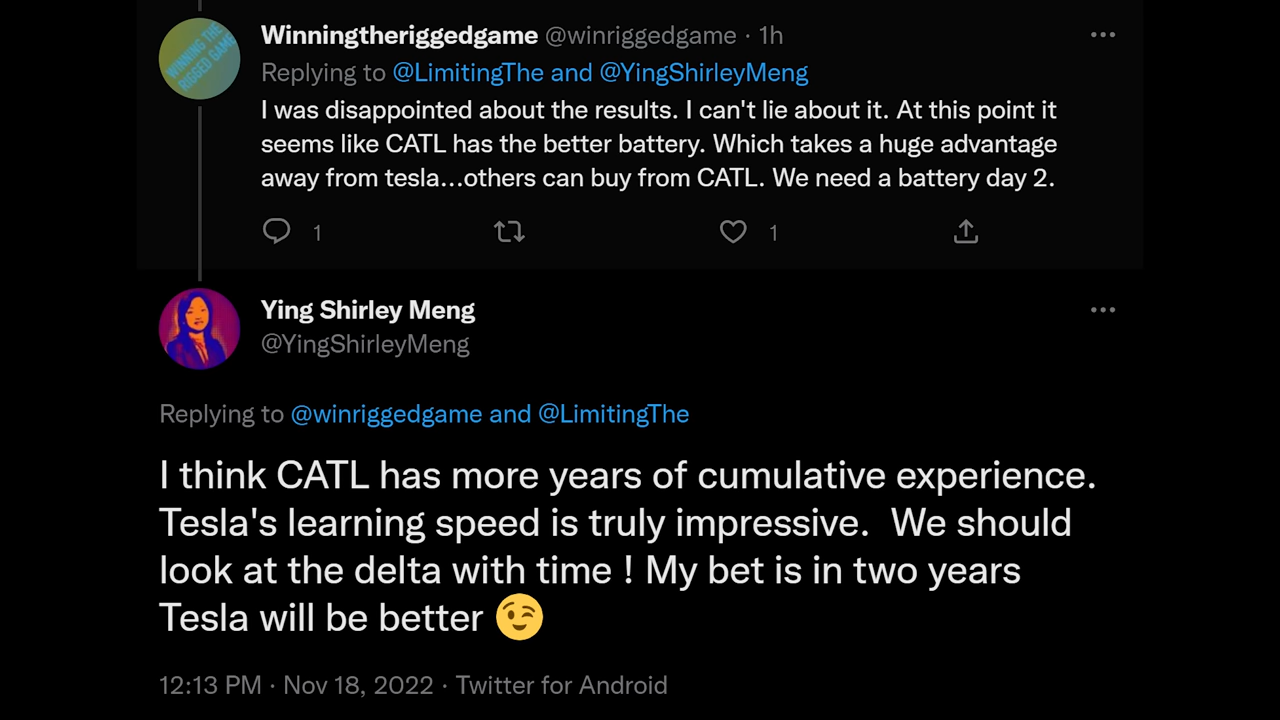 WINNING THE
RIGGED GAME
Winningtheriggedgame @winriggedgame · 1h
Replying to @LimitingThe and @YingShirleyMeng
I was disappointed about the results. I can't lie about it. At this point it
seems like CATL has the better battery. Which takes a huge advantage
away from tesla...others can buy from CATL. We need a battery day 2.
1 1
Ying Shirley Meng
@YingShirleyMeng
Replying to @winriggedgame and @LimitingThe
I think CATL has more years of cumulative experience.
Tesla's learning speed is truly impressive.  We should
look at the delta with time ! My bet is in two years
Tesla will be better 😉
12:13 PM · Nov 18, 2022 · Twitter for Android